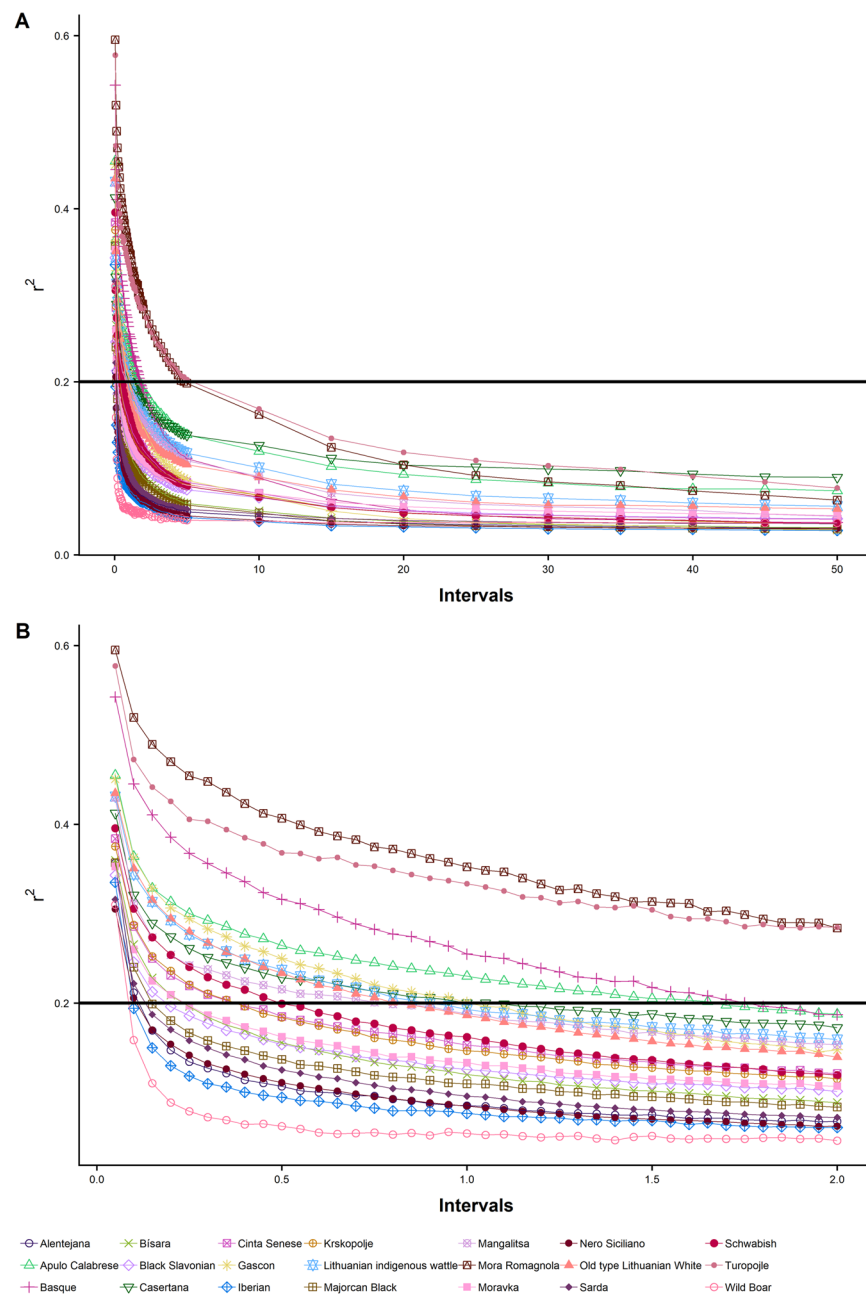 A
0.6
0.4
r²
0.2
0.0
0 10 20 30 40 50
Intervals
B
0.6
0.4
r²
0.2
0.0 0.5 1.0 1.5 2.0
Intervals
Alentejana Bísara Cinta Senese Krskopolje Mangalitsa Nero Siciliano Schwabish
Apulo Calabrese Black Slavonian Gascon Lithuanian indigenous wattle Mora Romagnola Old type Lithuanian White Turopojle
Basque Casertana Iberian Majorcan Black Moravka Sarda Wild Boar